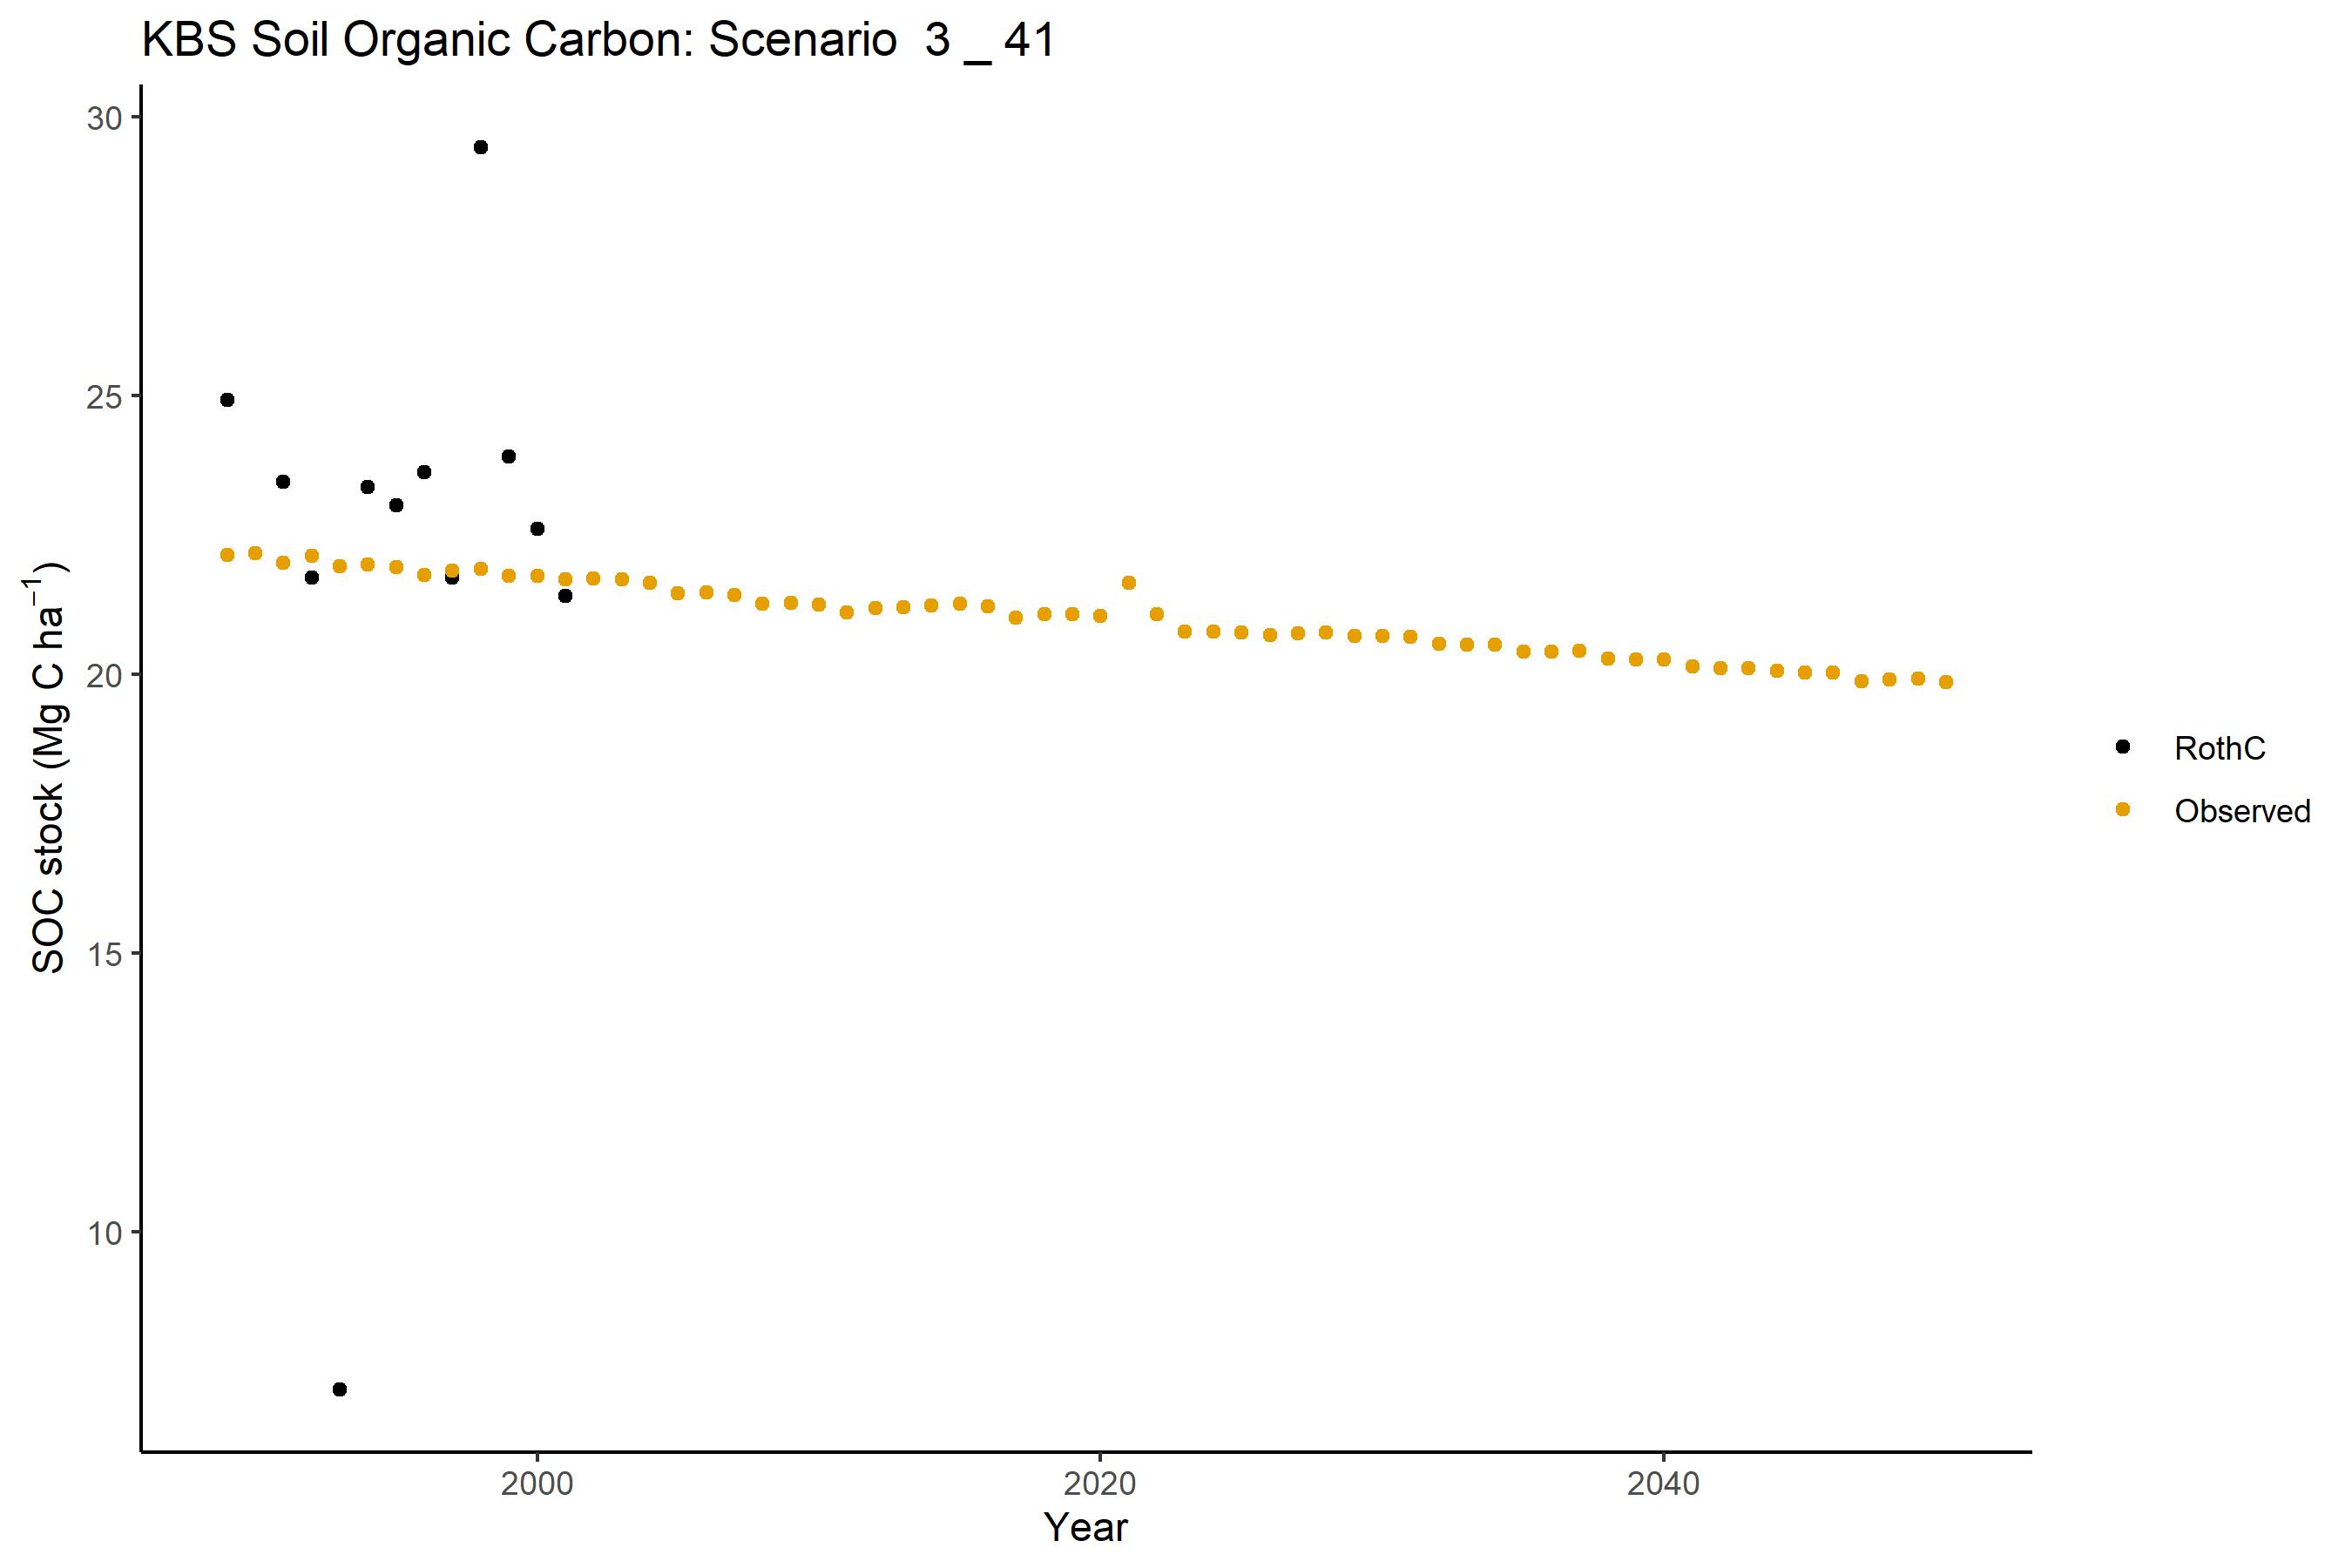 KBS Soil Organic Carbon: Scenario  3 _ 41
30
25
20
15
10
SOC stock (Mg C ha⁻¹)
2000 2020 2040
Year
RothC
Observed